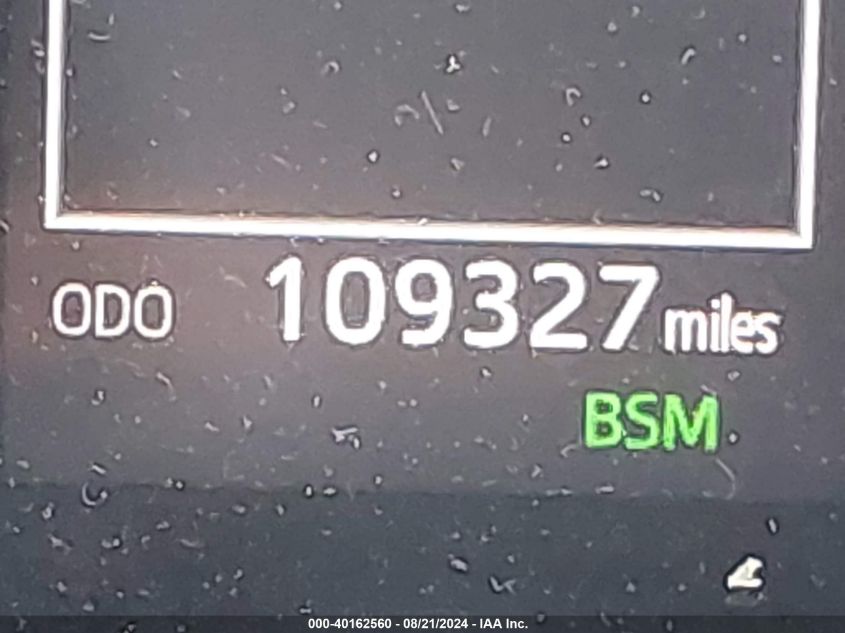 ODO 109327 miles
BSM
000-40162560 - 08/21/2024 - IAA Inc.